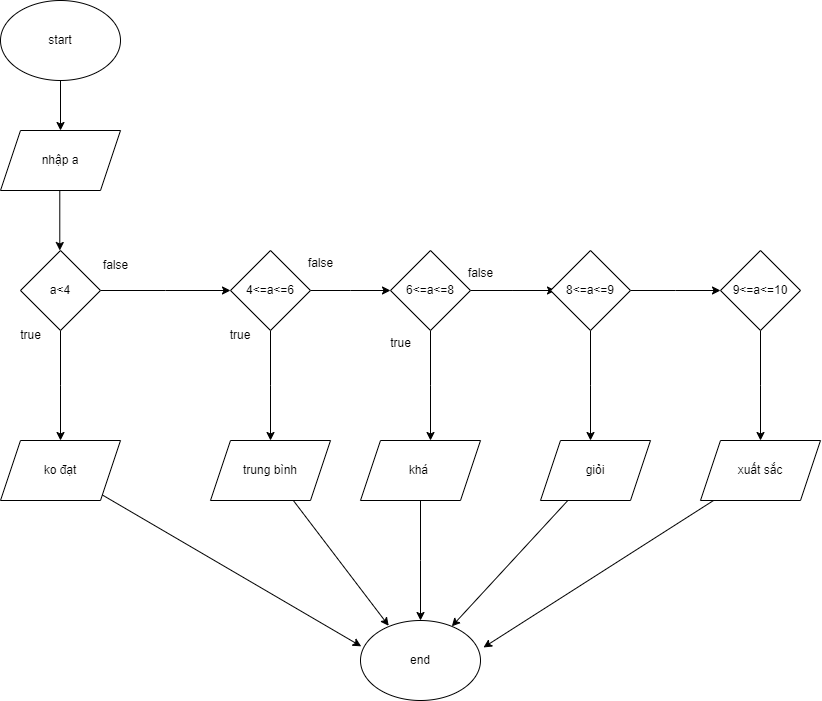 start
nhập a
false
false
false
a<4
4<=a<=6
6<=a<=8
8<=a<=9
9<=a<=10
true
true
true
ko đạt
trung bình
khá
giỏi
xuất sắc
end